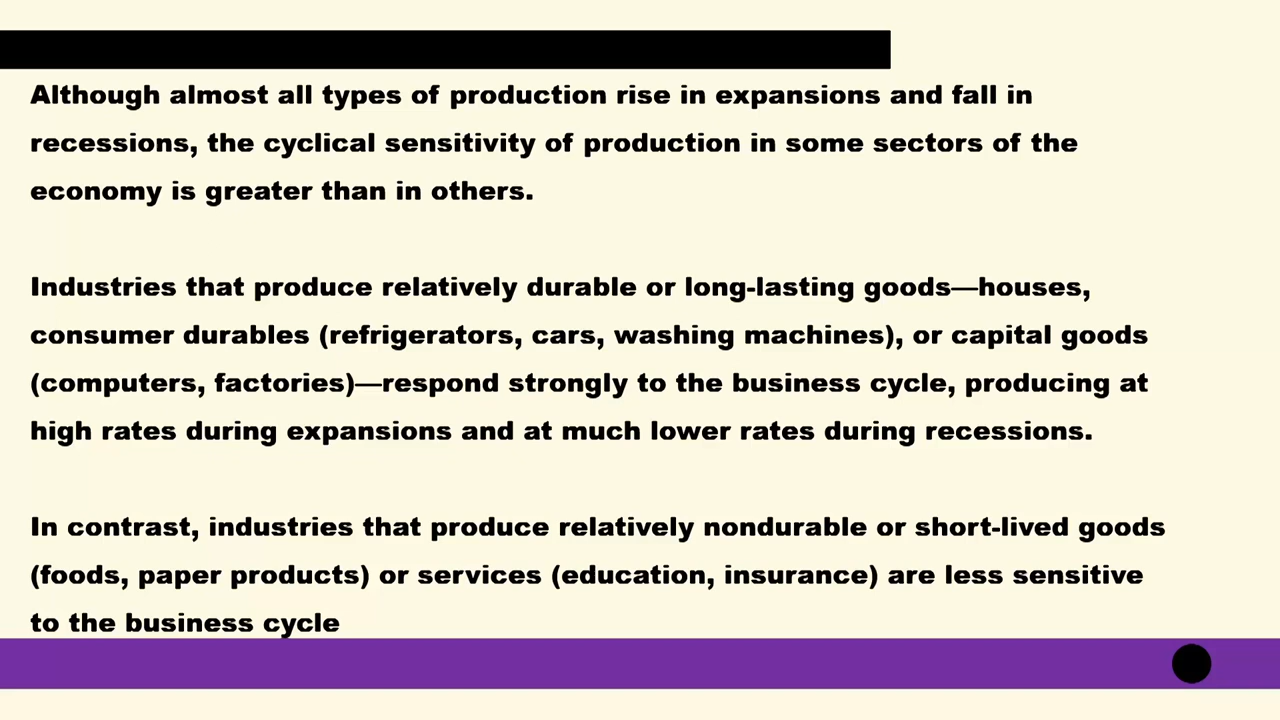 Although almost all types of production rise in expansions and fall in
recessions, the cyclical sensitivity of production in some sectors of the
economy is greater than in others.
Industries that produce relatively durable or long-lasting goods—houses,
consumer durables (refrigerators, cars, washing machines), or capital goods
(computers, factories)—respond strongly to the business cycle, producing at
high rates during expansions and at much lower rates during recessions.
In contrast, industries that produce relatively nondurable or short-lived goods
(foods, paper products) or services (education, insurance) are less sensitive
to the business cycle